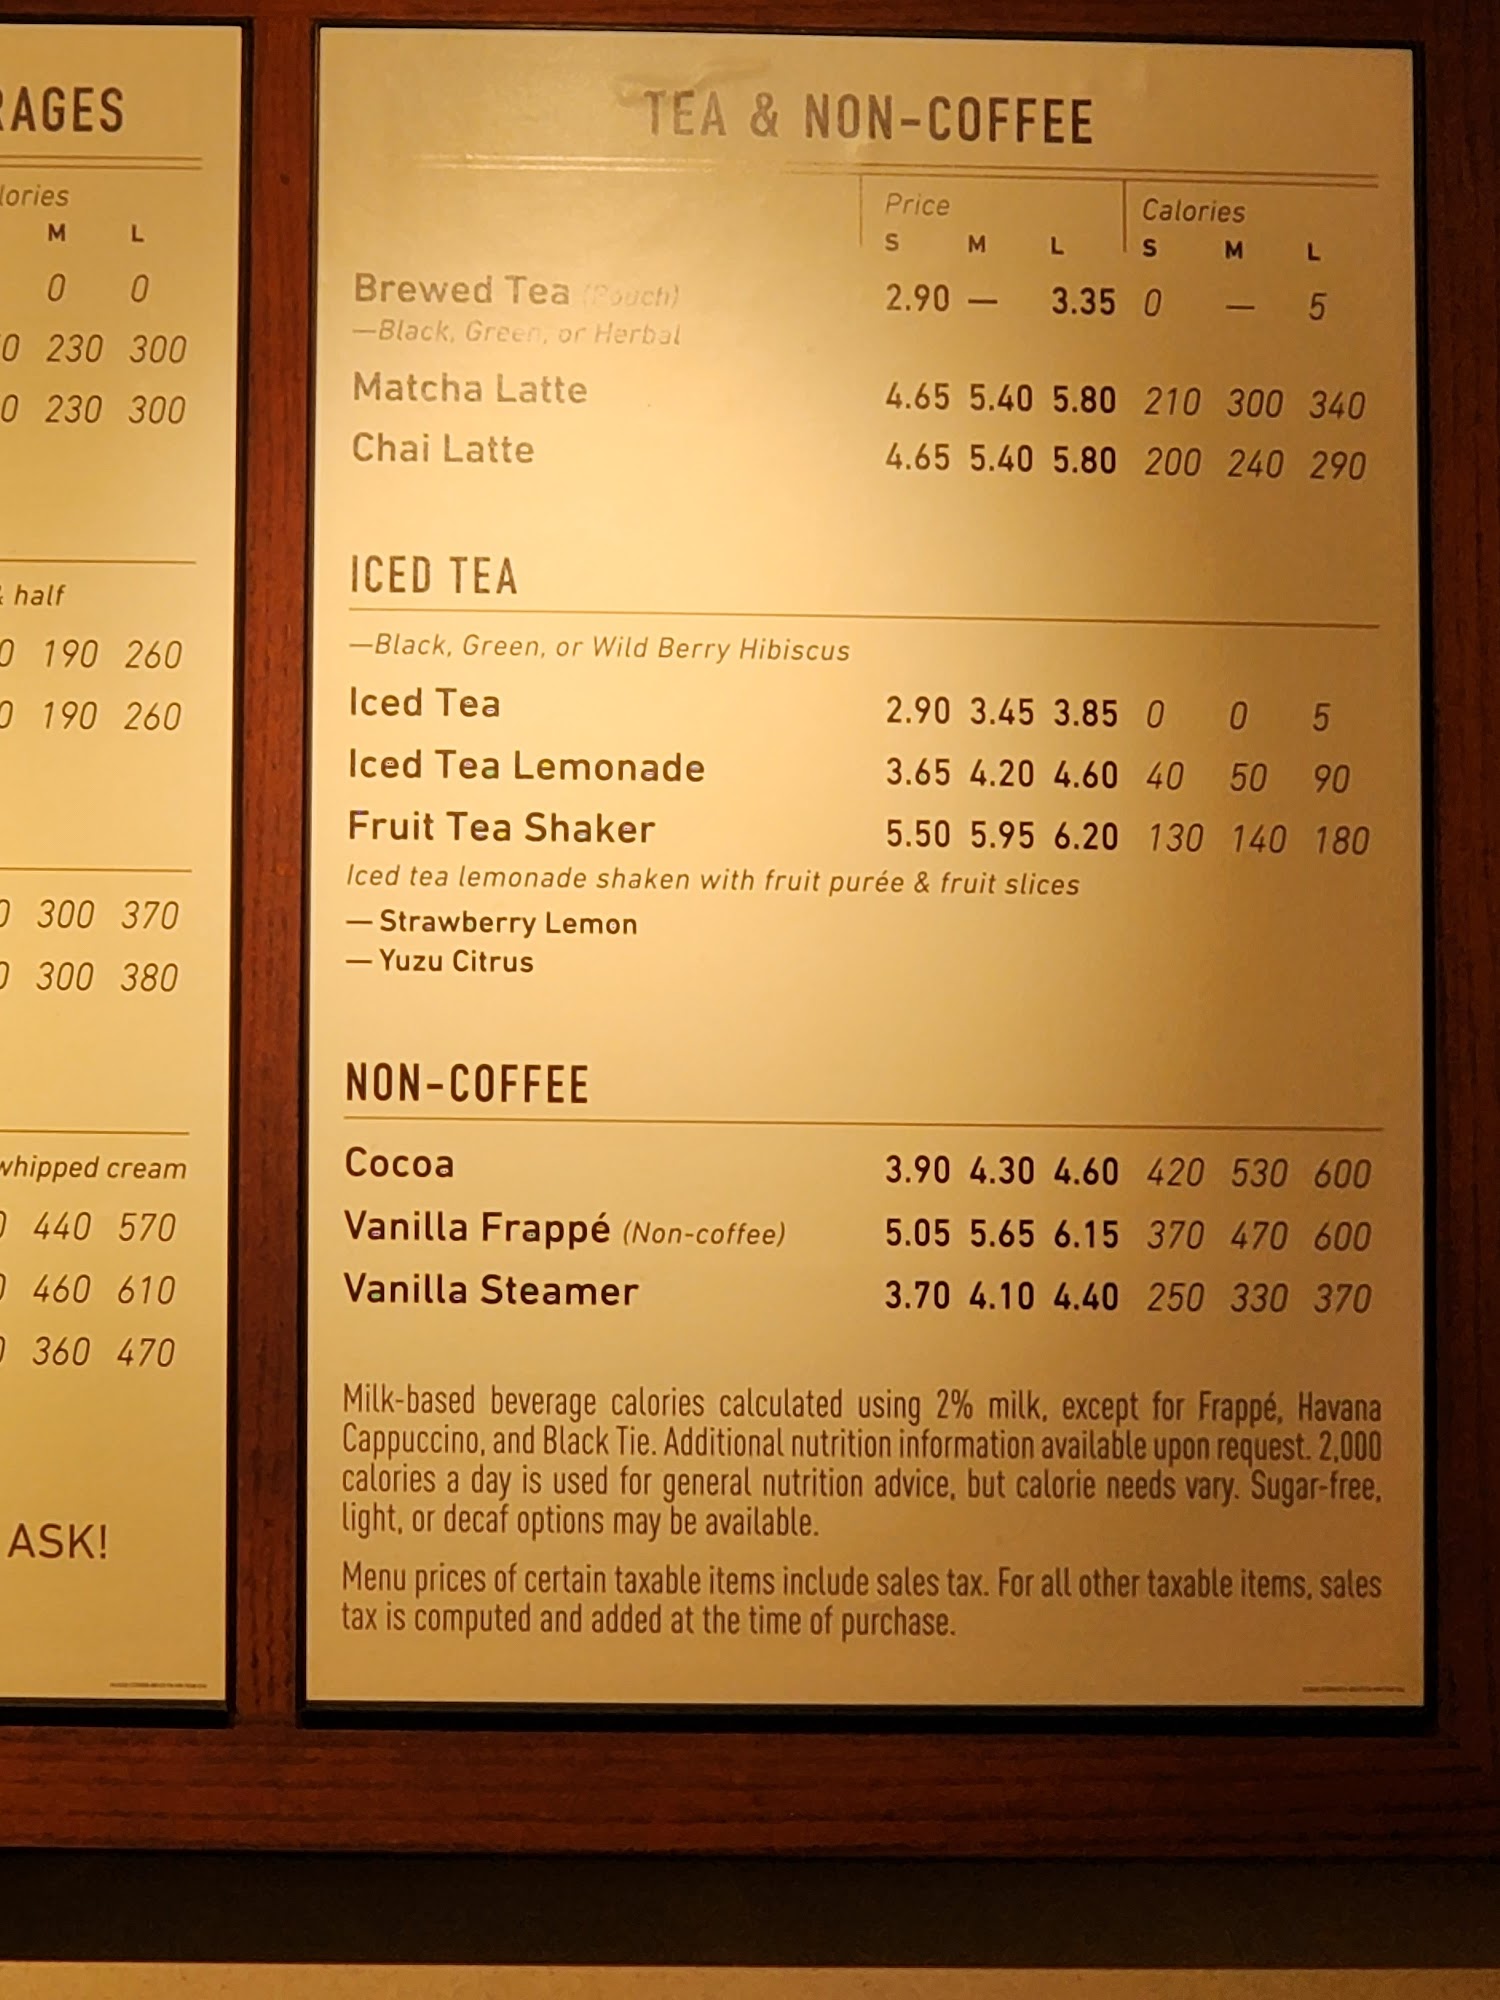 RAGES
lories
M L
0 0
0 230 300
0 230 300
& half
0 190 260
0 190 260
0 300 370
0 300 380
whipped cream
0 440 570
0 460 610
0 360 470
ASK!
TEA & NON-COFFEE
Price Calories
S M L S M L
Brewed Tea (Pouch) 2.90 — 3.35 0 — 5
—Black, Green, or Herbal
Matcha Latte 4.65 5.40 5.80 210 300 340
Chai Latte 4.65 5.40 5.80 200 240 290
ICED TEA
—Black, Green, or Wild Berry Hibiscus
Iced Tea 2.90 3.45 3.85 0 0 5
Iced Tea Lemonade 3.65 4.20 4.60 40 50 90
Fruit Tea Shaker 5.50 5.95 6.20 130 140 180
Iced tea lemonade shaken with fruit purée & fruit slices
— Strawberry Lemon
— Yuzu Citrus
NON-COFFEE
Cocoa 3.90 4.30 4.60 420 530 600
Vanilla Frappé (Non-coffee) 5.05 5.65 6.15 370 470 600
Vanilla Steamer 3.70 4.10 4.40 250 330 370
Milk-based beverage calories calculated using 2% milk, except for Frappé, Havana
Cappuccino, and Black Tie. Additional nutrition information available upon request. 2,000
calories a day is used for general nutrition advice, but calorie needs vary. Sugar-free,
light, or decaf options may be available.
Menu prices of certain taxable items include sales tax. For all other taxable items, sales
tax is computed and added at the time of purchase.